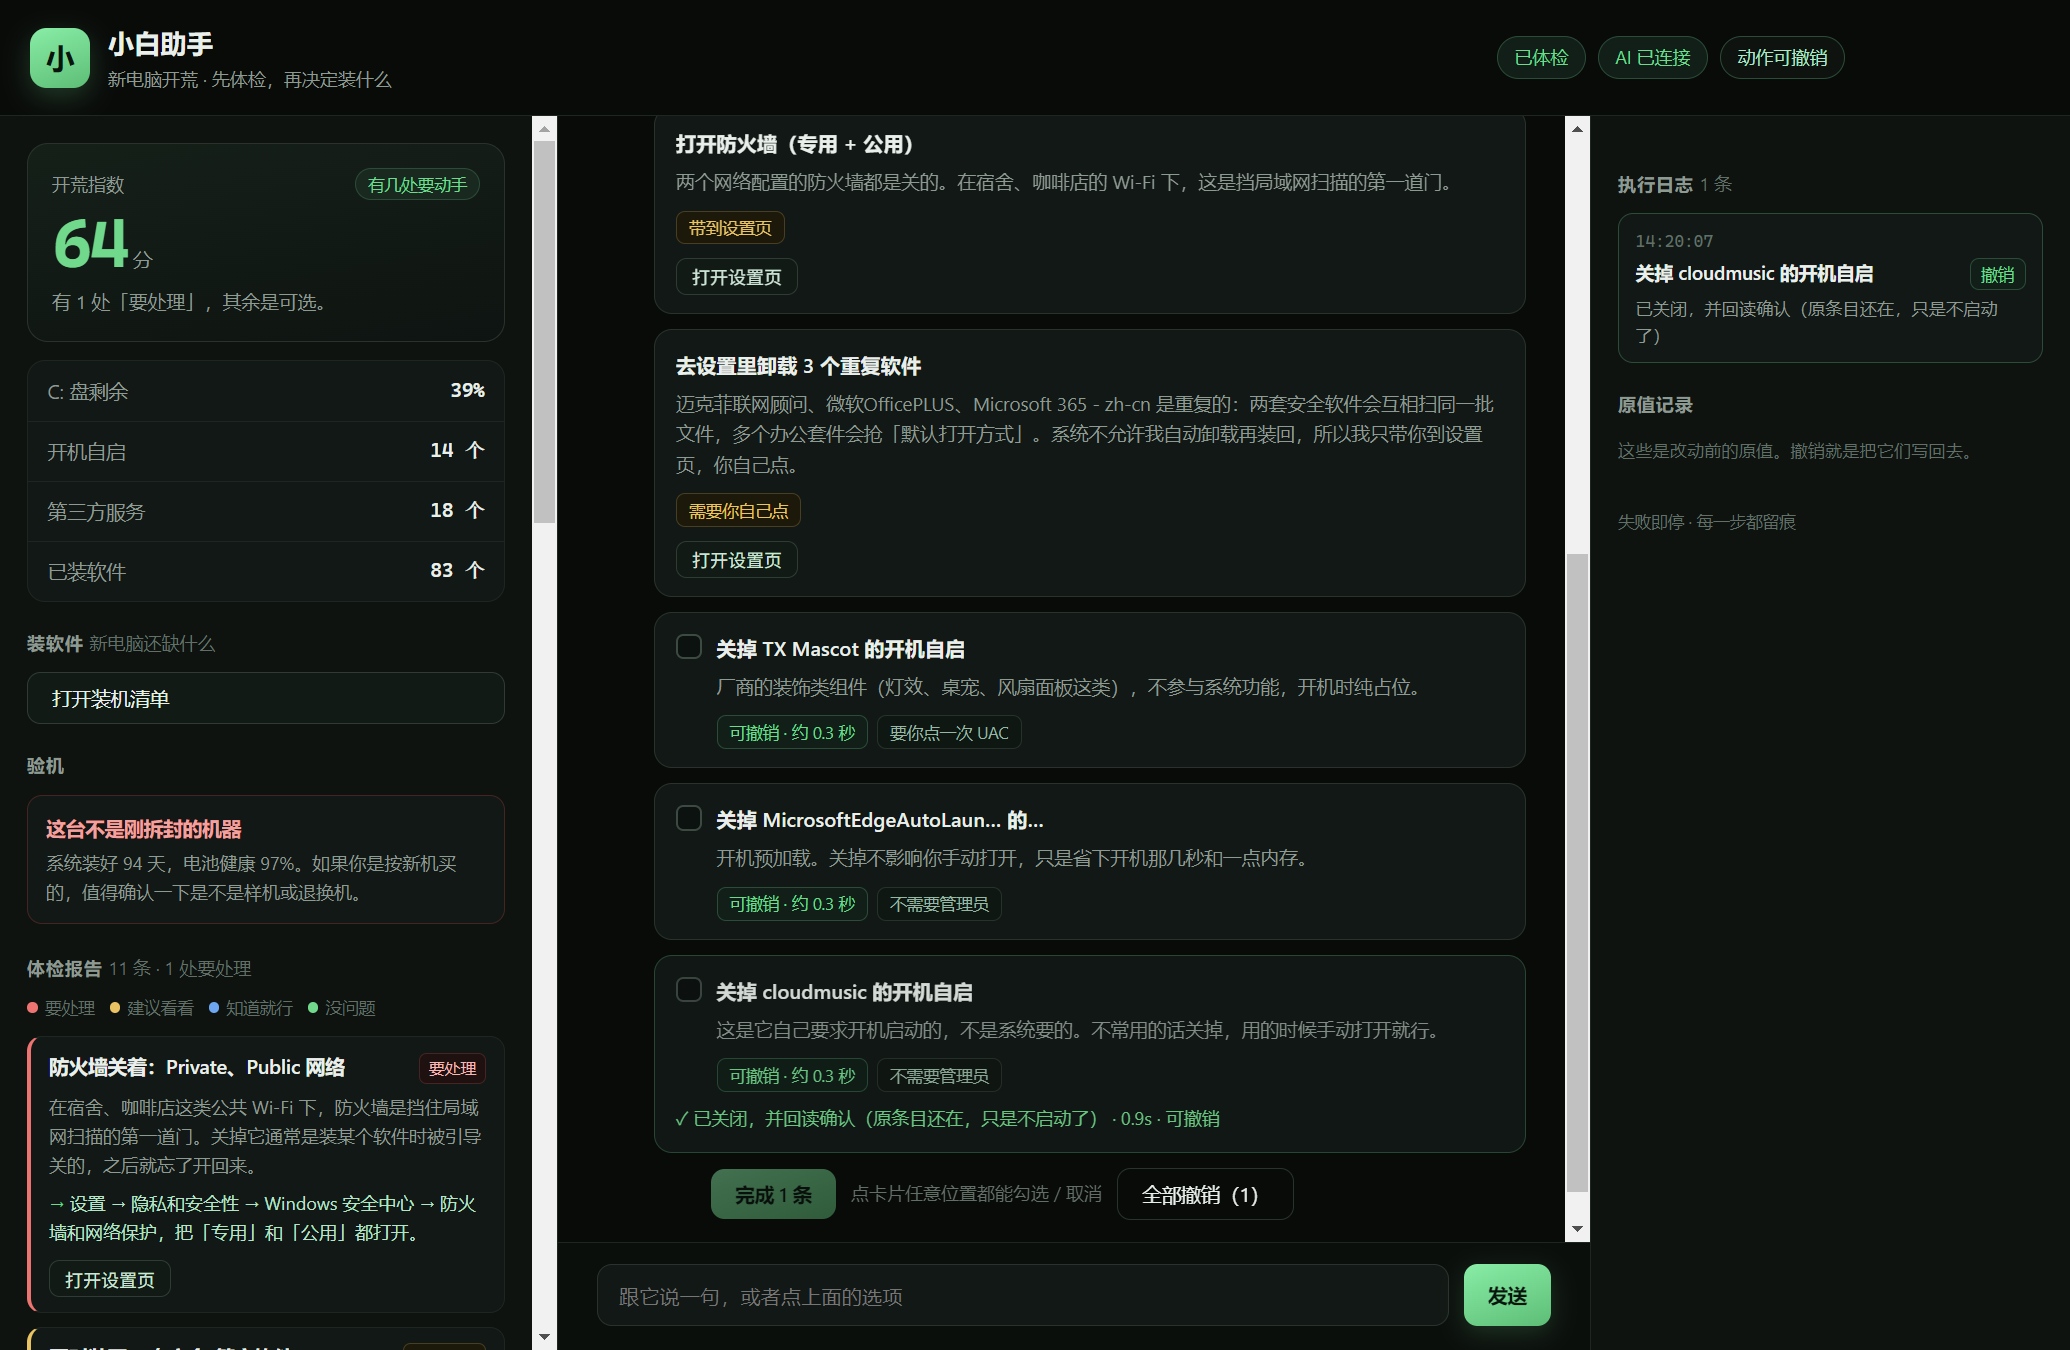 小
小白助手
新电脑开荒 · 先体检，再决定装什么
已体检
AI 已连接
动作可撤销
开荒指数
有几处要动手
64分
有 1 处「要处理」，其余是可选。
C: 盘剩余
39%
开机自启
14 个
第三方服务
18 个
已装软件
83 个
装软件 新电脑还缺什么
打开装机清单
验机
这台不是刚拆封的机器
系统装好 94 天，电池健康 97%。如果你是按新机买
的，值得确认一下是不是样机或退换机。
体检报告 11 条 · 1 处要处理
要处理
建议看看
知道就行
没问题
防火墙关着：Private、Public 网络
要处理
在宿舍、咖啡店这类公共 Wi-Fi 下，防火墙是挡住局域
网扫描的第一道门。关掉它通常是装某个软件时被引导
关的，之后就忘了开回来。
→ 设置 → 隐私和安全性 → Windows 安全中心 → 防火
墙和网络保护，把「专用」和「公用」都打开。
打开设置页
打开防火墙（专用 + 公用）
两个网络配置的防火墙都是关的。在宿舍、咖啡店的 Wi-Fi 下，这是挡局域网扫描的第一道门。
带到设置页
打开设置页
去设置里卸载 3 个重复软件
迈克菲联网顾问、微软OfficePLUS、Microsoft 365 - zh-cn 是重复的：两套安全软件会互相扫同一批
文件，多个办公套件会抢「默认打开方式」。系统不允许我自动卸载再装回，所以我只带你到设置
页，你自己点。
需要你自己点
打开设置页
关掉 TX Mascot 的开机自启
厂商的装饰类组件（灯效、桌宠、风扇面板这类），不参与系统功能，开机时纯占位。
可撤销 · 约 0.3 秒
要你点一次 UAC
关掉 MicrosoftEdgeAutoLaun... 的...
开机预加载。关掉不影响你手动打开，只是省下开机那几秒和一点内存。
可撤销 · 约 0.3 秒
不需要管理员
关掉 cloudmusic 的开机自启
这是它自己要求开机启动的，不是系统要的。不常用的话关掉，用的时候手动打开就行。
可撤销 · 约 0.3 秒
不需要管理员
✓ 已关闭，并回读确认（原条目还在，只是不启动了） · 0.9s · 可撤销
完成 1 条
点卡片任意位置都能勾选 / 取消
全部撤销（1）
跟它说一句，或者点上面的选项
发送
执行日志 1 条
14:20:07
关掉 cloudmusic 的开机自启
撤销
已关闭，并回读确认（原条目还在，只是不启动
了）
原值记录
这些是改动前的原值。撤销就是把它们写回去。
失败即停 · 每一步都留痕